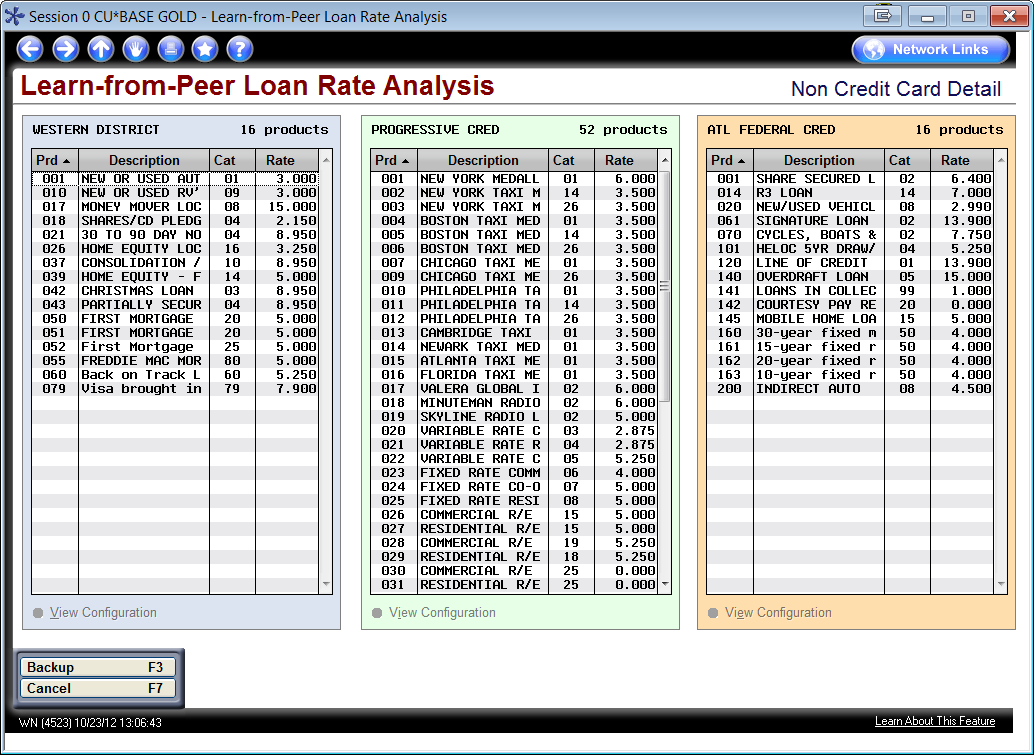 Session 0 CU*BASE GOLD - Learn-from-Peer Loan Rate Analysis
Network Links
Learn-from-Peer Loan Rate Analysis
Non Credit Card Detail
WESTERN DISTRICT 16 products
Prd Description Cat Rate
001 NEW OR USED AUT 01 3.000
010 NEW OR USED RV' 09 3.000
017 MONEY MOVER LOC 08 15.000
018 SHARES/CD PLEDG 04 2.150
021 30 TO 90 DAY NO 04 8.950
026 HOME EQUITY LOC 16 3.250
037 CONSOLIDATION / 10 8.950
039 HOME EQUITY - F 14 5.000
042 CHRISTMAS LOAN 03 8.950
043 PARTIALLY SECUR 04 8.950
050 FIRST MORTGAGE 20 5.000
051 FIRST MORTGAGE 20 5.000
052 First Mortgage 25 5.000
055 FREDDIE MAC MOR 80 5.000
060 Back on Track L 60 5.250
079 Visa brought in 79 7.900
View Configuration
PROGRESSIVE CRED 52 products
Prd Description Cat Rate
001 NEW YORK MEDALL 01 6.000
002 NEW YORK TAXI M 14 3.500
003 NEW YORK TAXI M 26 3.500
004 BOSTON TAXI MED 01 3.500
005 BOSTON TAXI MED 14 3.500
006 BOSTON TAXI MED 26 3.500
007 CHICAGO TAXI ME 01 3.500
009 CHICAGO TAXI ME 26 3.500
010 PHILADELPHIA TA 01 3.500
011 PHILADELPHIA TA 14 3.500
012 PHILADELPHIA TA 26 3.500
013 CAMBRIDGE TAXI 01 3.500
014 NEWARK TAXI MED 01 3.500
015 ATLANTA TAXI ME 01 3.500
016 FLORIDA TAXI ME 01 3.500
017 VALERA GLOBAL I 02 6.000
018 MINUTEMAN RADIO 02 6.000
019 SKYLINE RADIO L 02 5.000
020 VARIABLE RATE C 03 2.875
021 VARIABLE RATE R 04 2.875
022 VARIABLE RATE C 05 5.250
023 FIXED RATE COMM 06 4.000
024 FIXED RATE CO-O 07 5.000
025 FIXED RATE RESI 08 5.000
026 COMMERCIAL R/E 15 5.000
027 RESIDENTIAL R/E 15 5.000
028 COMMERCIAL R/E 19 5.250
029 RESIDENTIAL R/E 18 5.250
030 COMMERCIAL R/E 25 0.000
031 RESIDENTIAL R/E 25 0.000
View Configuration
ATL FEDERAL CRED 16 products
Prd Description Cat Rate
001 SHARE SECURED L 02 6.400
014 R3 LOAN 14 7.000
020 NEW/USED VEHICL 08 2.990
061 SIGNATURE LOAN 02 13.900
070 CYCLES, BOATS & 02 7.750
101 HELOC 5YR DRAW/ 04 5.250
120 LINE OF CREDIT 01 13.900
140 OVERDRAFT LOAN 05 15.000
141 LOANS IN COLLEC 99 1.000
142 COURTESY PAY RE 20 0.000
145 MOBILE HOME LOA 15 5.000
160 30-year fixed m 50 4.000
161 15-year fixed r 50 4.000
162 20-year fixed r 50 4.000
163 10-year fixed r 50 4.000
200 INDIRECT AUTO 08 4.500
View Configuration
Backup F3
Cancel F7
WN (4523) 10/23/12 13:06:43
Learn About This Feature